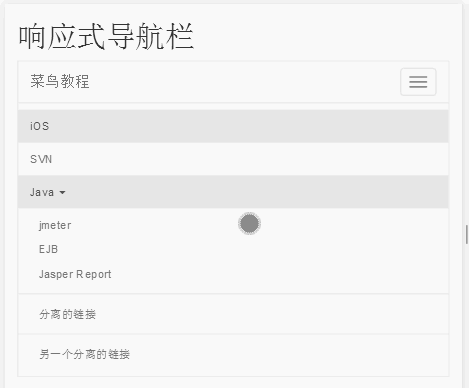 响应式导航栏
菜鸟教程
iOS
SVN
Java
jmeter
EJB
Jasper Report
分离的链接
另一个分离的链接